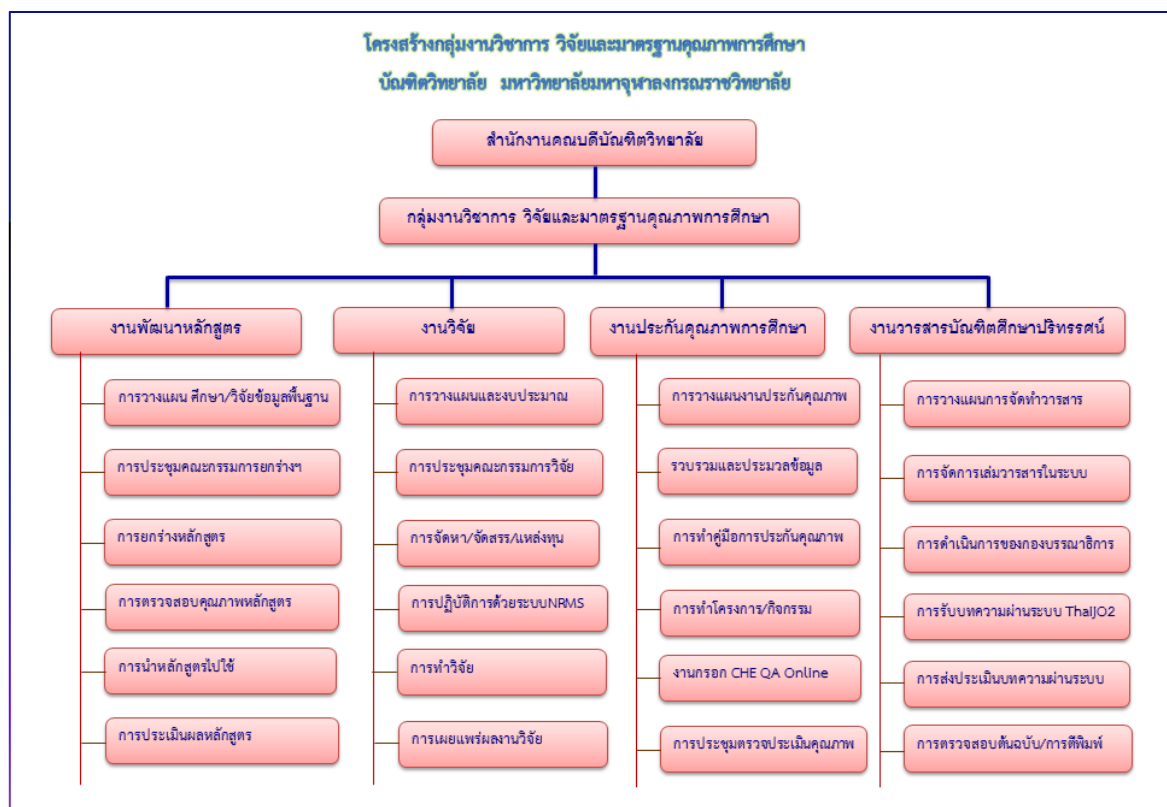 โครงสร้างกลุ่มงานวิชาการ วิจัยและมาตรฐานคุณภาพการศึกษา
บัณฑิตวิทยาลัย มหาวิทยาลัยมหาจุฬาลงกรณราชวิทยาลัย
สำนักงานคณบดีบัณฑิตวิทยาลัย
กลุ่มงานวิชาการ วิจัยและมาตรฐานคุณภาพการศึกษา
งานพัฒนาหลักสูตร
การวางแผน ศึกษา/วิจัยข้อมูลพื้นฐาน
การประชุมคณะกรรมการยกร่างฯ
การยกร่างหลักสูตร
การตรวจสอบคุณภาพหลักสูตร
การนำหลักสูตรไปใช้
การประเมินผลหลักสูตร
งานวิจัย
การวางแผนและงบประมาณ
การประชุมคณะกรรมการวิจัย
การจัดหา/จัดสรร/แหล่งทุน
การปฏิบัติการด้วยระบบNRMS
การทำวิจัย
การเผยแพร่ผลงานวิจัย
งานประกันคุณภาพการศึกษา
การวางแผนงานประกันคุณภาพ
รวบรวมและประมวลข้อมูล
การทำคู่มือการประกันคุณภาพ
การทำโครงการ/กิจกรรม
งานกรอก CHE QA Online
การประชุมตรวจประเมินคุณภาพ
งานวารสารบัณฑิตศึกษาปริทรรศน์
การวางแผนการจัดทำวารสาร
การจัดการเล่มวารสารในระบบ
การดำเนินการของกองบรรณาธิการ
การรับบทความผ่านระบบ ThaIJO2
การส่งประเมินบทความผ่านระบบ
การตรวจสอบต้นฉบับ/การตีพิมพ์